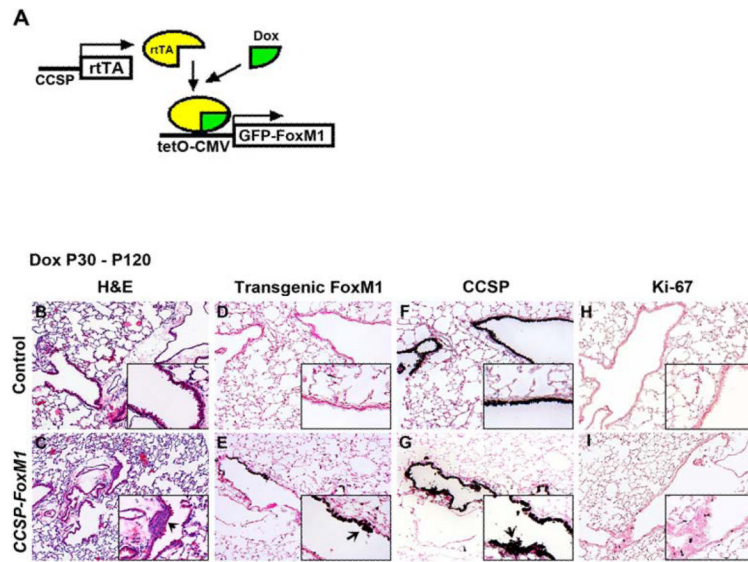 A
rtTA
Dox
CCSP
rtTA
tetO-CMV
GFP-FoxM1
Dox P30 - P120
H&E
Transgenic FoxM1
CCSP
Ki-67
Control
B
D
F
H
CCSP-FoxM1
C
E
G
I